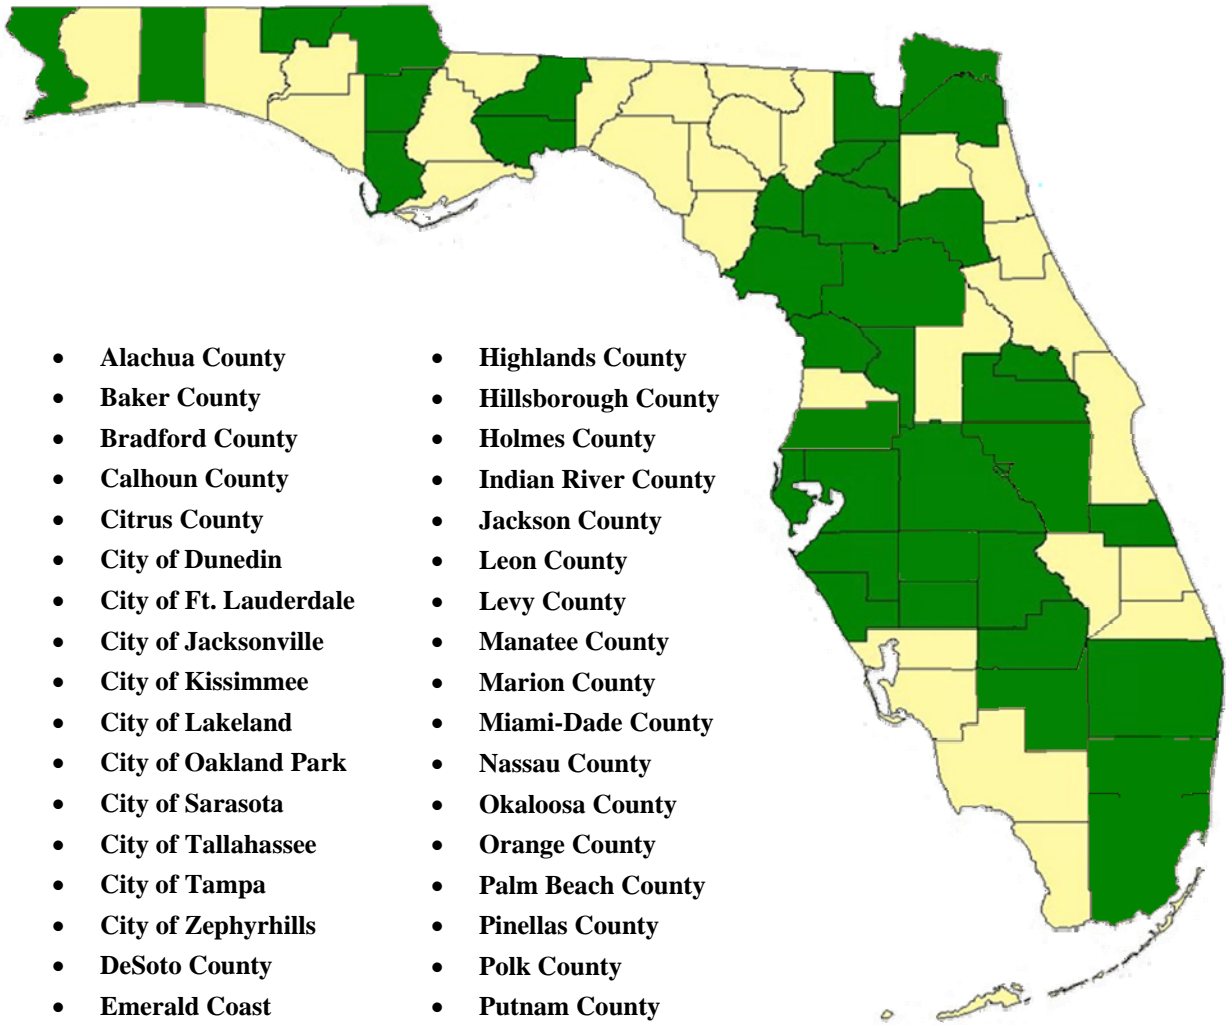 • Alachua County
• Baker County
• Bradford County
• Calhoun County
• Citrus County
• City of Dunedin
• City of Ft. Lauderdale
• City of Jacksonville
• City of Kissimmee
• City of Lakeland
• City of Oakland Park
• City of Sarasota
• City of Tallahassee
• City of Tampa
• City of Zephyrhills
• DeSoto County
• Emerald Coast
• Highlands County
• Hillsborough County
• Holmes County
• Indian River County
• Jackson County
• Leon County
• Levy County
• Manatee County
• Marion County
• Miami-Dade County
• Nassau County
• Okaloosa County
• Orange County
• Palm Beach County
• Pinellas County
• Polk County
• Putnam County